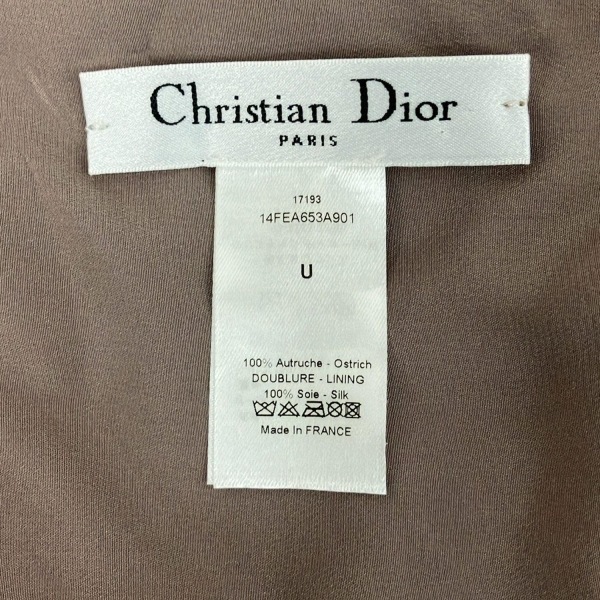 Christian Dior
PARIS
17193
14FEA653A901
U
100% Autruche - Ostrich
DOUBLURE - LINING
100% Soie - Silk
Made In FRANCE